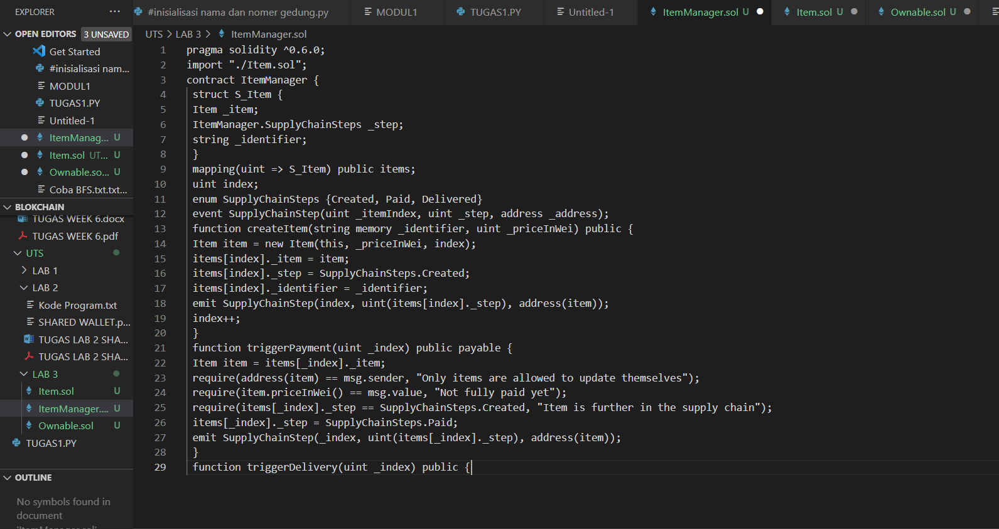 EXPLORER
OPEN EDITORS 3 UNSAVED
Get Started
#inisialisasi nam...
MODUL1
TUGAS1.PY
Untitled-1
ItemManag... U
Item.sol UT... U
Ownable.so... U
Coba BFS.txt.txt...
BLOKCHAIN
TUGAS WEEK 6.docx
TUGAS WEEK 6.pdf
UTS
LAB 1
LAB 2
Kode Program.txt
SHARED WALLET.p...
TUGAS LAB 2 SHA...
TUGAS LAB 2 SHA...
LAB 3
Item.sol U
ItemManager.... U
Ownable.sol U
TUGAS1.PY
OUTLINE
No symbols found in
document
'ItemManager.sol'
#inisialisasi nama dan nomer gedung.py MODUL1 TUGAS1.PY Untitled-1 ItemManager.sol U Item.sol U Ownable.sol U
UTS > LAB 3 > ItemManager.sol
1 pragma solidity ^0.6.0;
2 import "./Item.sol";
3 contract ItemManager {
4 struct S_Item {
5 Item _item;
6 ItemManager.SupplyChainSteps _step;
7 string _identifier;
8 }
9 mapping(uint => S_Item) public items;
10 uint index;
11 enum SupplyChainSteps {Created, Paid, Delivered}
12 event SupplyChainStep(uint _itemIndex, uint _step, address _address);
13 function createItem(string memory _identifier, uint _priceInWei) public {
14 Item item = new Item(this, _priceInWei, index);
15 items[index]._item = item;
16 items[index]._step = SupplyChainSteps.Created;
17 items[index]._identifier = _identifier;
18 emit SupplyChainStep(index, uint(items[index]._step), address(item));
19 index++;
20 }
21 function triggerPayment(uint _index) public payable {
22 Item item = items[_index]._item;
23 require(address(item) == msg.sender, "Only items are allowed to update themselves");
24 require(item.priceInWei() == msg.value, "Not fully paid yet");
25 require(items[_index]._step == SupplyChainSteps.Created, "Item is further in the supply chain");
26 items[_index]._step = SupplyChainSteps.Paid;
27 emit SupplyChainStep(_index, uint(items[_index]._step), address(item));
28 }
29 function triggerDelivery(uint _index) public {